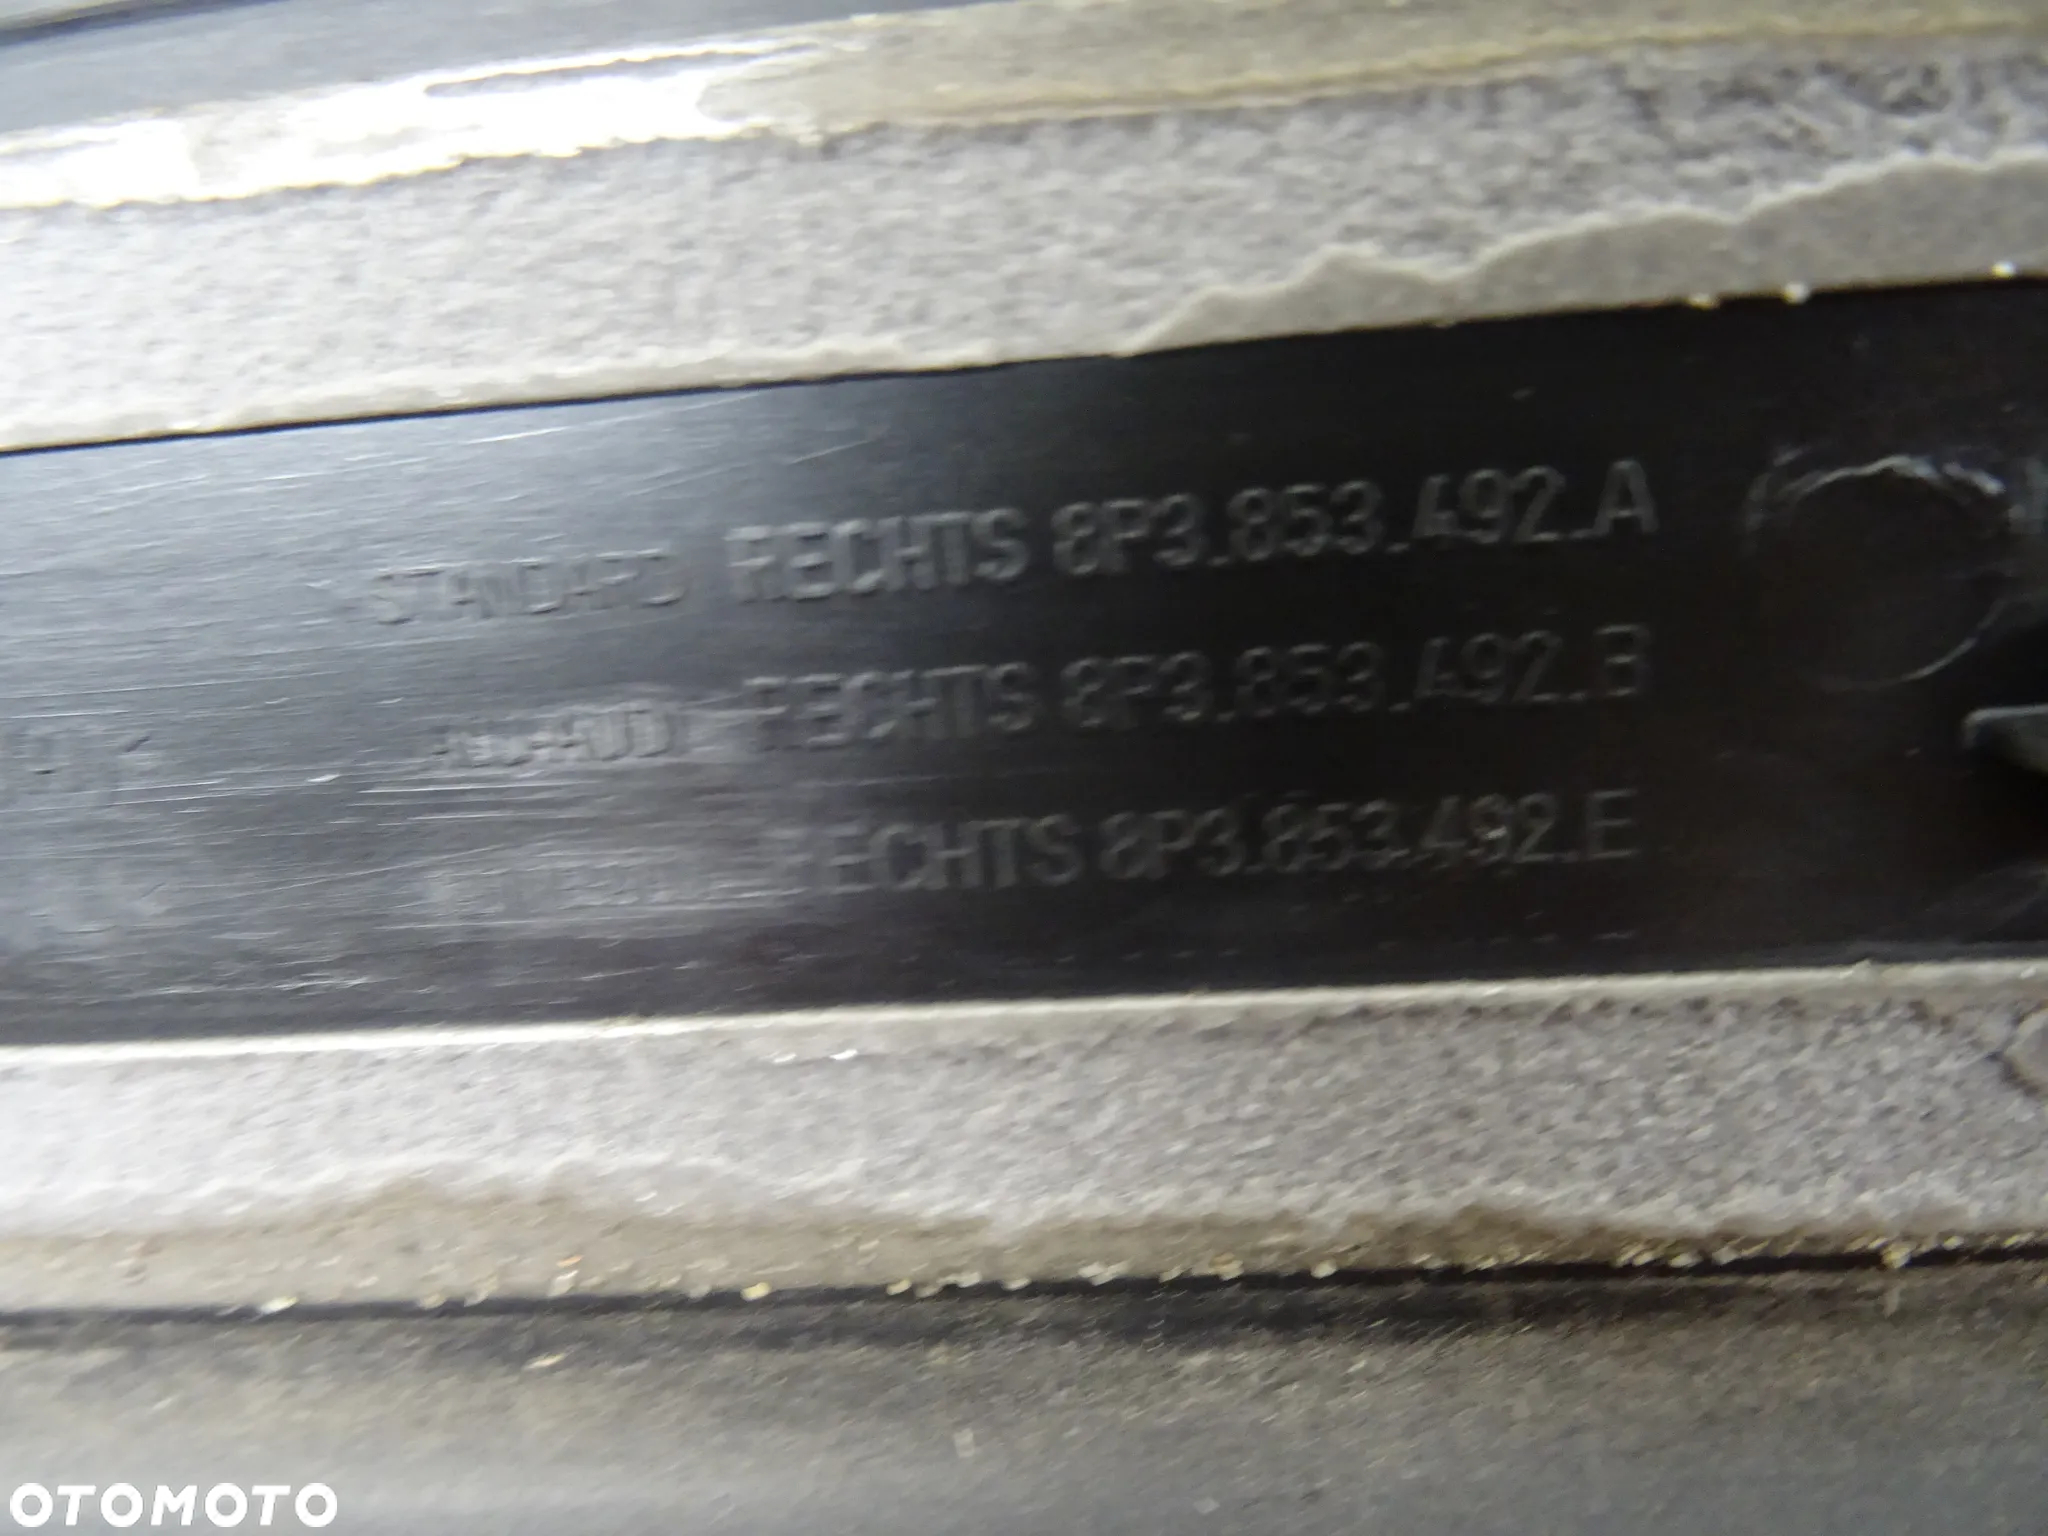 STANDARD RECHTS 8P3.853.492.A
RECHTS 8P3.853.492.B
RECHTS 8P3.853.492.E
OTOMOTO